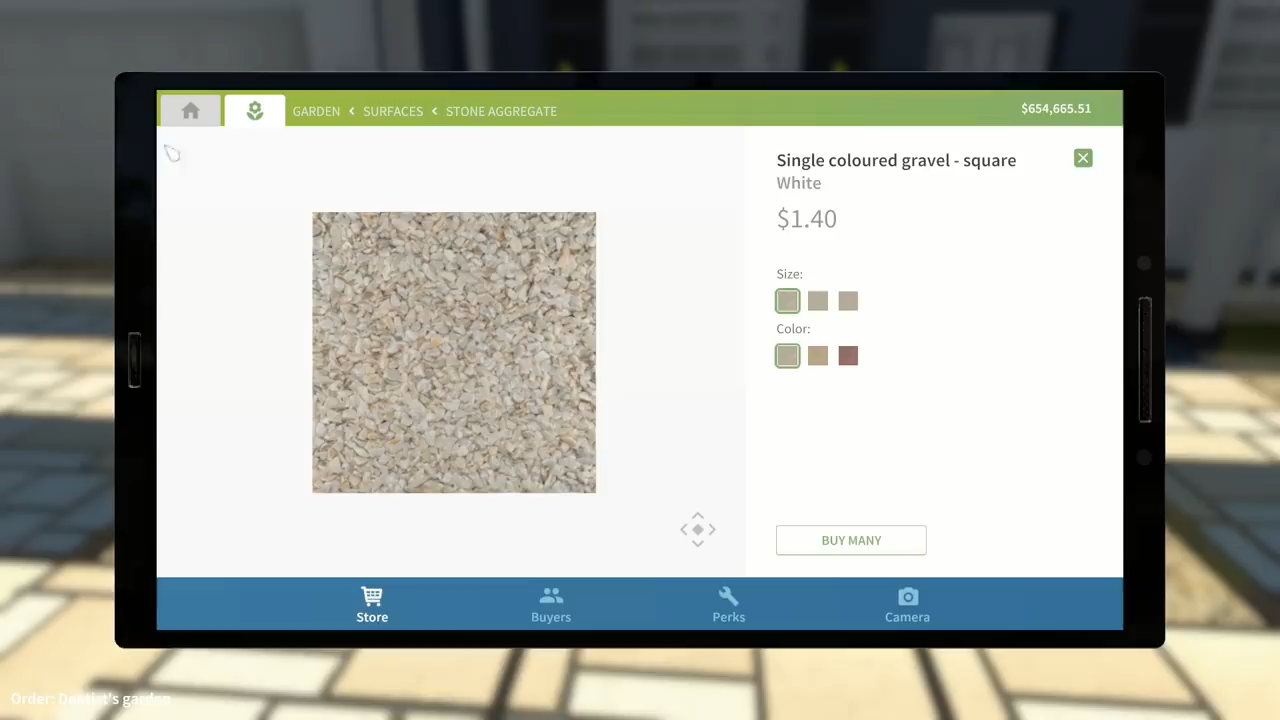 GARDEN < SURFACES < STONE AGGREGATE
$654,665.51
Single coloured gravel - square
White
$1.40
Size:
Color:
BUY MANY
Store
Buyers
Perks
Camera
Order: Dentist's garden